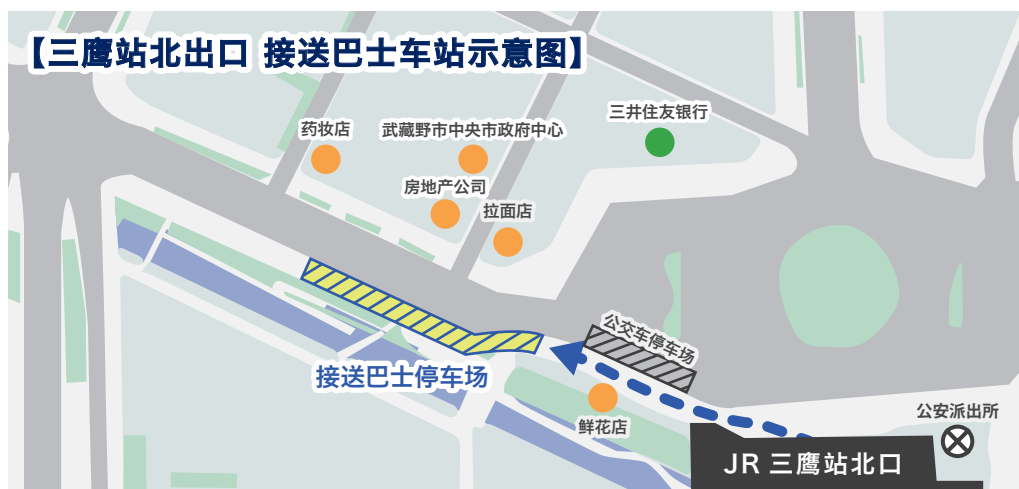 【三鹰站北出口 接送巴士车站示意图】
三井住友银行
药妆店
武藏野市中央市政府中心
房地产公司
拉面店
公交车停车场
接送巴士停车场
鲜花店
公安派出所
JR 三鹰站北口